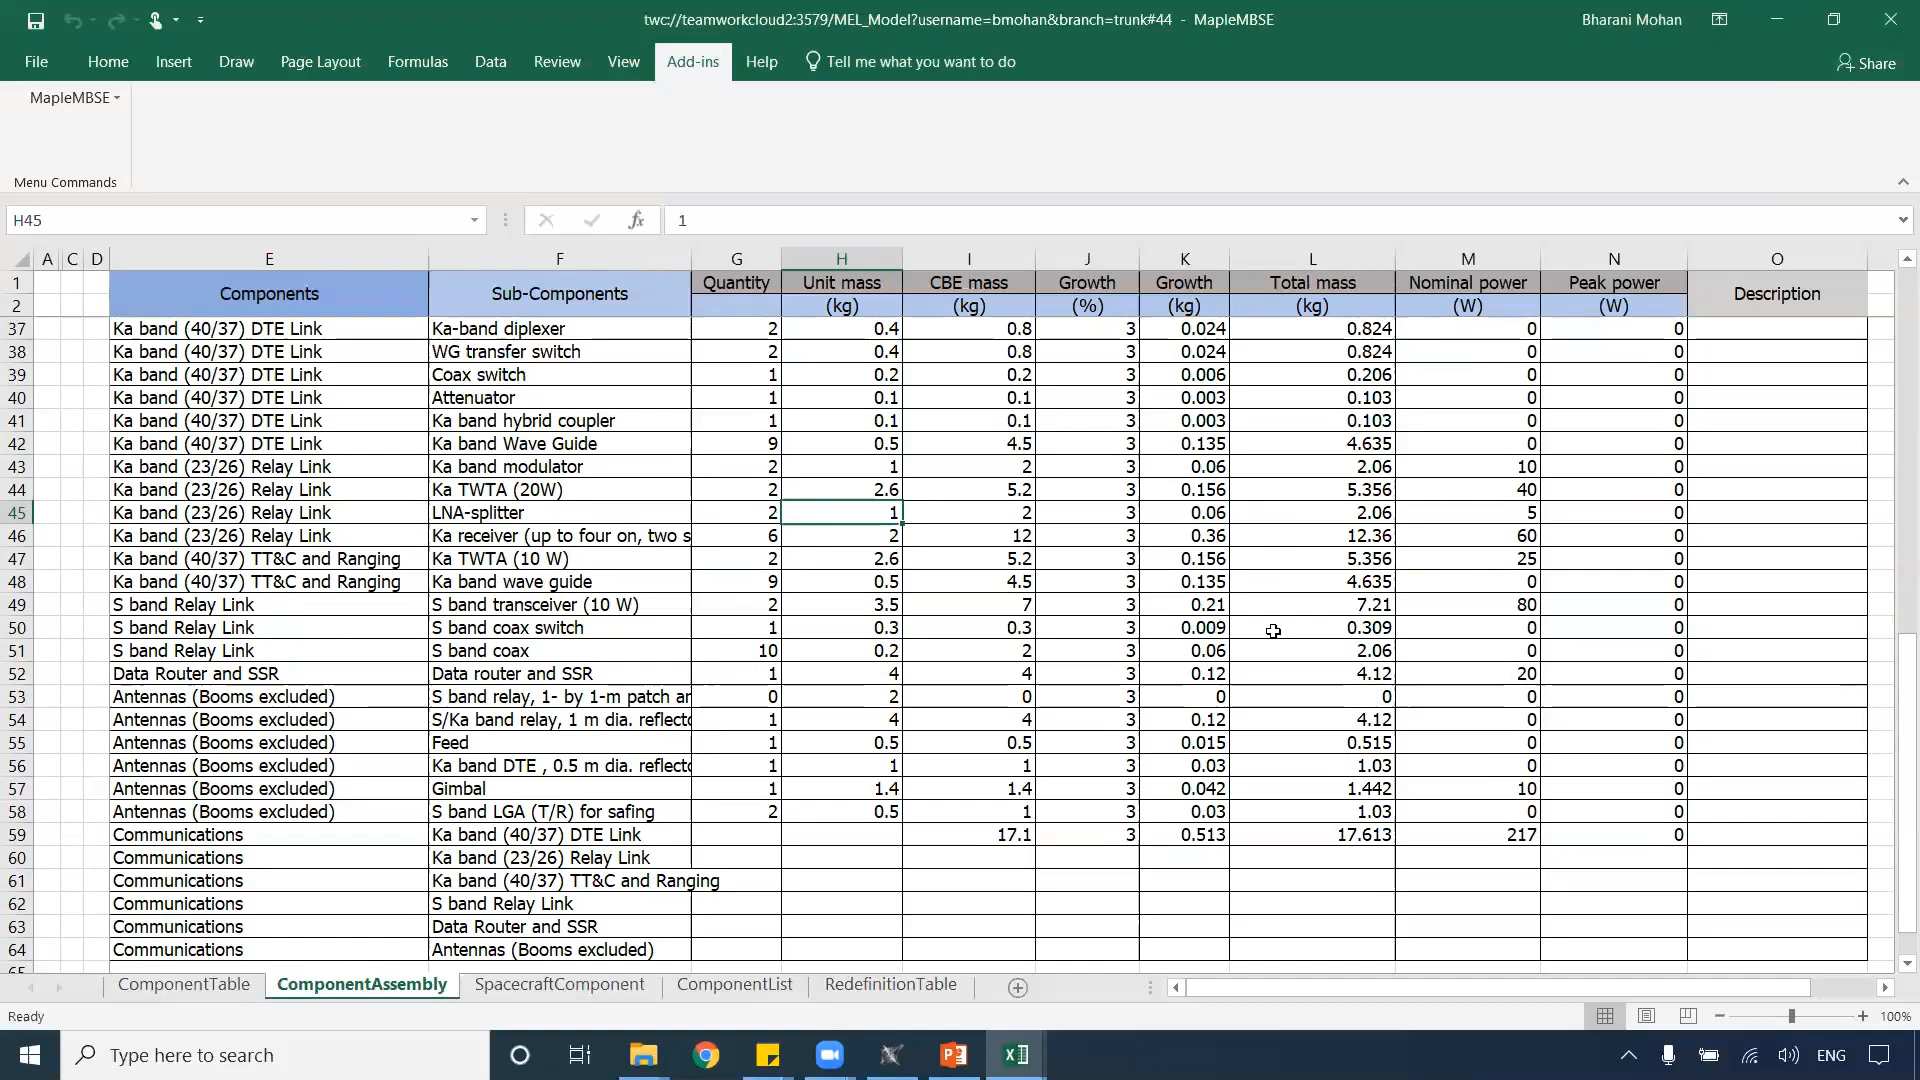 twc://teamworkcloud2:3579/MEL_Model?username=bmohan&branch=trunk#44 - MapleMBSE
Bharani Mohan
File Home Insert Draw Page Layout Formulas Data Review View Add-ins Help Tell me what you want to do Share
MapleMBSE
Menu Commands
H45 fx 1
A C D E F G H I J K L M N O
1 Components Sub-Components Quantity Unit mass CBE mass Growth Growth Total mass Nominal power Peak power Description
2 (kg) (kg) (%) (kg) (kg) (W) (W)
37 Ka band (40/37) DTE Link Ka-band diplexer 2 0.4 0.8 3 0.024 0.824 0 0
38 Ka band (40/37) DTE Link WG transfer switch 2 0.4 0.8 3 0.024 0.824 0 0
39 Ka band (40/37) DTE Link Coax switch 1 0.2 0.2 3 0.006 0.206 0 0
40 Ka band (40/37) DTE Link Attenuator 1 0.1 0.1 3 0.003 0.103 0 0
41 Ka band (40/37) DTE Link Ka band hybrid coupler 1 0.1 0.1 3 0.003 0.103 0 0
42 Ka band (40/37) DTE Link Ka band Wave Guide 9 0.5 4.5 3 0.135 4.635 0 0
43 Ka band (23/26) Relay Link Ka band modulator 2 1 2 3 0.06 2.06 10 0
44 Ka band (23/26) Relay Link Ka TWTA (20W) 2 2.6 5.2 3 0.156 5.356 40 0
45 Ka band (23/26) Relay Link LNA-splitter 2 1 2 3 0.06 2.06 5 0
46 Ka band (23/26) Relay Link Ka receiver (up to four on, two s 6 2 12 3 0.36 12.36 60 0
47 Ka band (40/37) TT&C and Ranging Ka TWTA (10 W) 2 2.6 5.2 3 0.156 5.356 25 0
48 Ka band (40/37) TT&C and Ranging Ka band wave guide 9 0.5 4.5 3 0.135 4.635 0 0
49 S band Relay Link S band transceiver (10 W) 2 3.5 7 3 0.21 7.21 80 0
50 S band Relay Link S band coax switch 1 0.3 0.3 3 0.009 0.309 0 0
51 S band Relay Link S band coax 10 0.2 2 3 0.06 2.06 0 0
52 Data Router and SSR Data router and SSR 1 4 4 3 0.12 4.12 20 0
53 Antennas (Booms excluded) S band relay, 1- by 1-m patch ar 0 2 0 3 0 0 0 0
54 Antennas (Booms excluded) S/Ka band relay, 1 m dia. reflecto 1 4 4 3 0.12 4.12 0 0
55 Antennas (Booms excluded) Feed 1 0.5 0.5 3 0.015 0.515 0 0
56 Antennas (Booms excluded) Ka band DTE , 0.5 m dia. reflecto 1 1 1 3 0.03 1.03 0 0
57 Antennas (Booms excluded) Gimbal 1 1.4 1.4 3 0.042 1.442 10 0
58 Antennas (Booms excluded) S band LGA (T/R) for safing 2 0.5 1 3 0.03 1.03 0 0
59 Communications Ka band (40/37) DTE Link 17.1 3 0.513 17.613 217 0
60 Communications Ka band (23/26) Relay Link
61 Communications Ka band (40/37) TT&C and Ranging
62 Communications S band Relay Link
63 Communications Data Router and SSR
64 Communications Antennas (Booms excluded)
65
ComponentTable ComponentAssembly SpacecraftComponent ComponentList RedefinitionTable
Ready 100%
Type here to search ENG